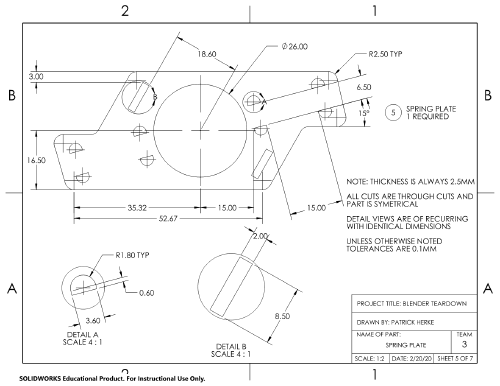 2
1
18.60
Ø 26.00
R2.50 TYP
3.00
6.50
B
B
B
A
15°
5
SPRING PLATE
1 REQUIRED
16.50
35.32
15.00
15.00
52.67
NOTE: THICKNESS IS ALWAYS 2.5MM
ALL CUTS ARE THROUGH CUTS AND
PART IS SYMETRICAL
DETAIL VIEWS ARE OF RECURRING
WITH IDENTICAL DIMENSIONS
UNLESS OTHERWISE NOTED
TOLERANCES ARE 0.1MM
2.00
R1.80 TYP
0.60
A
A
3.60
8.50
DETAIL A
SCALE 4 : 1
DETAIL B
SCALE 4 : 1
PROJECT TITLE: BLENDER TEARDOWN
DRAWN BY: PATRICK HERKE
NAME OF PART:
TEAM
SPRING PLATE
3
SCALE: 1:2
DATE: 2/20/20
SHEET 5 OF 7
2
1
SOLIDWORKS Educational Product. For Instructional Use Only.